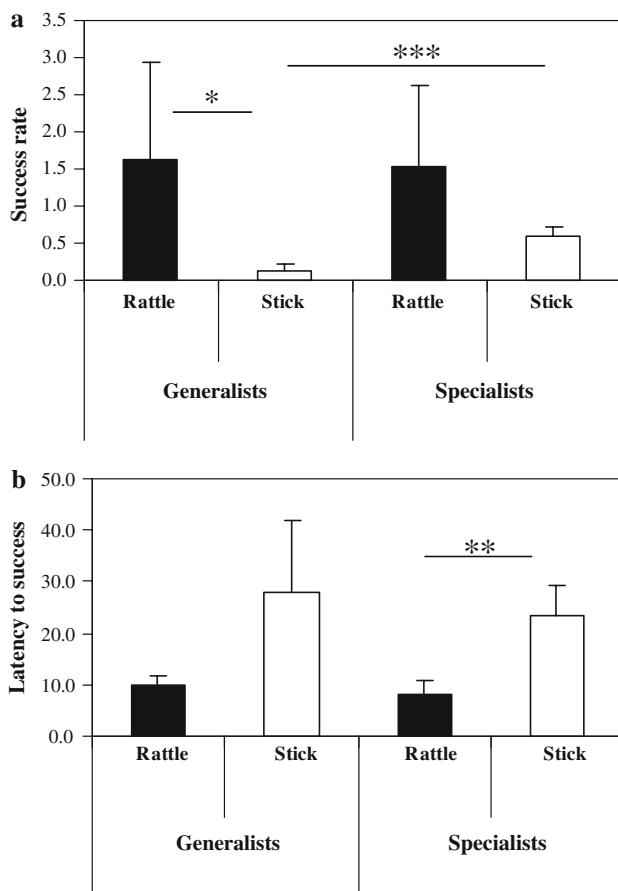 a
3.5
3.0
2.5
2.0
1.5
1.0
0.5
0.0
Success rate
*
***
Rattle Stick Rattle Stick
Generalists Specialists
b
50.0
40.0
30.0
20.0
10.0
0.0
Latency to success
**
Rattle Stick Rattle Stick
Generalists Specialists